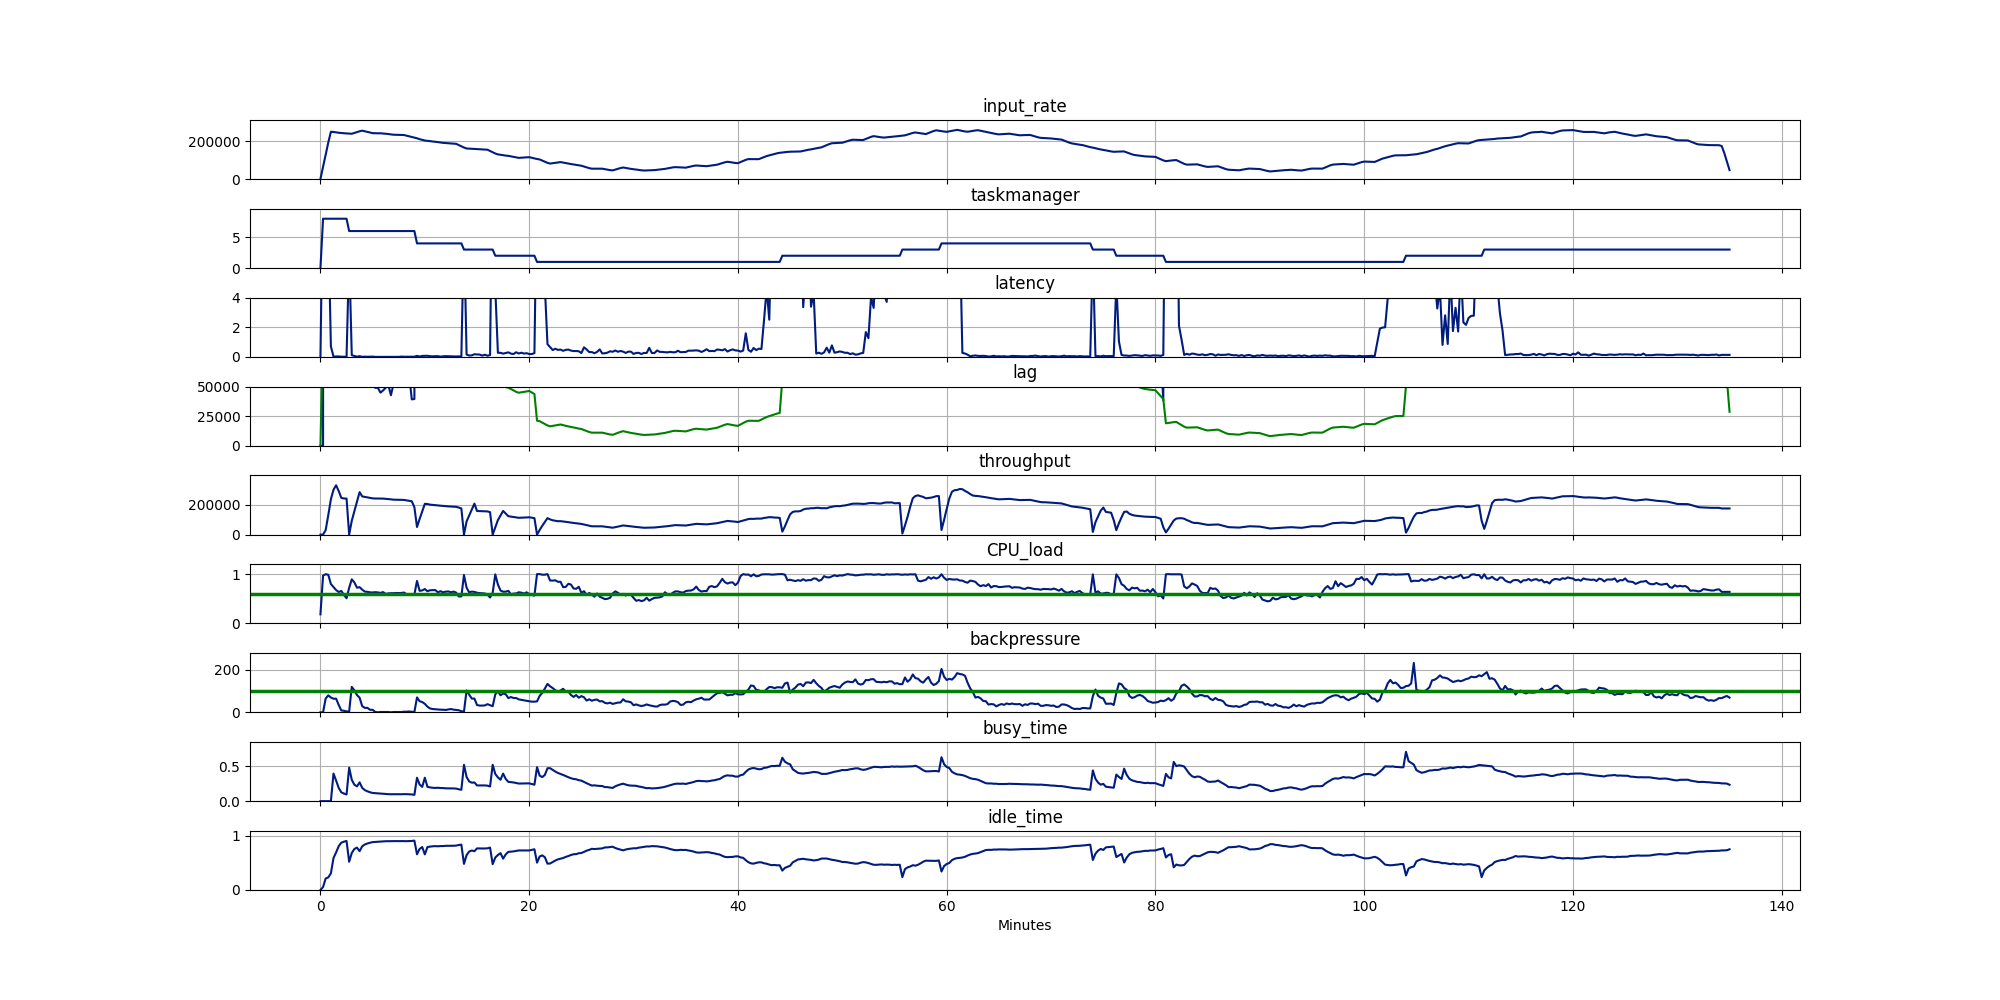 input_rate
200000
0
taskmanager
5
0
latency
4
2
0
lag
50000
25000
0
throughput
200000
0
CPU_load
1
0
backpressure
200
0
busy_time
0.5
0.0
idle_time
1
0
0 20 40 60 80 100 120 140
Minutes